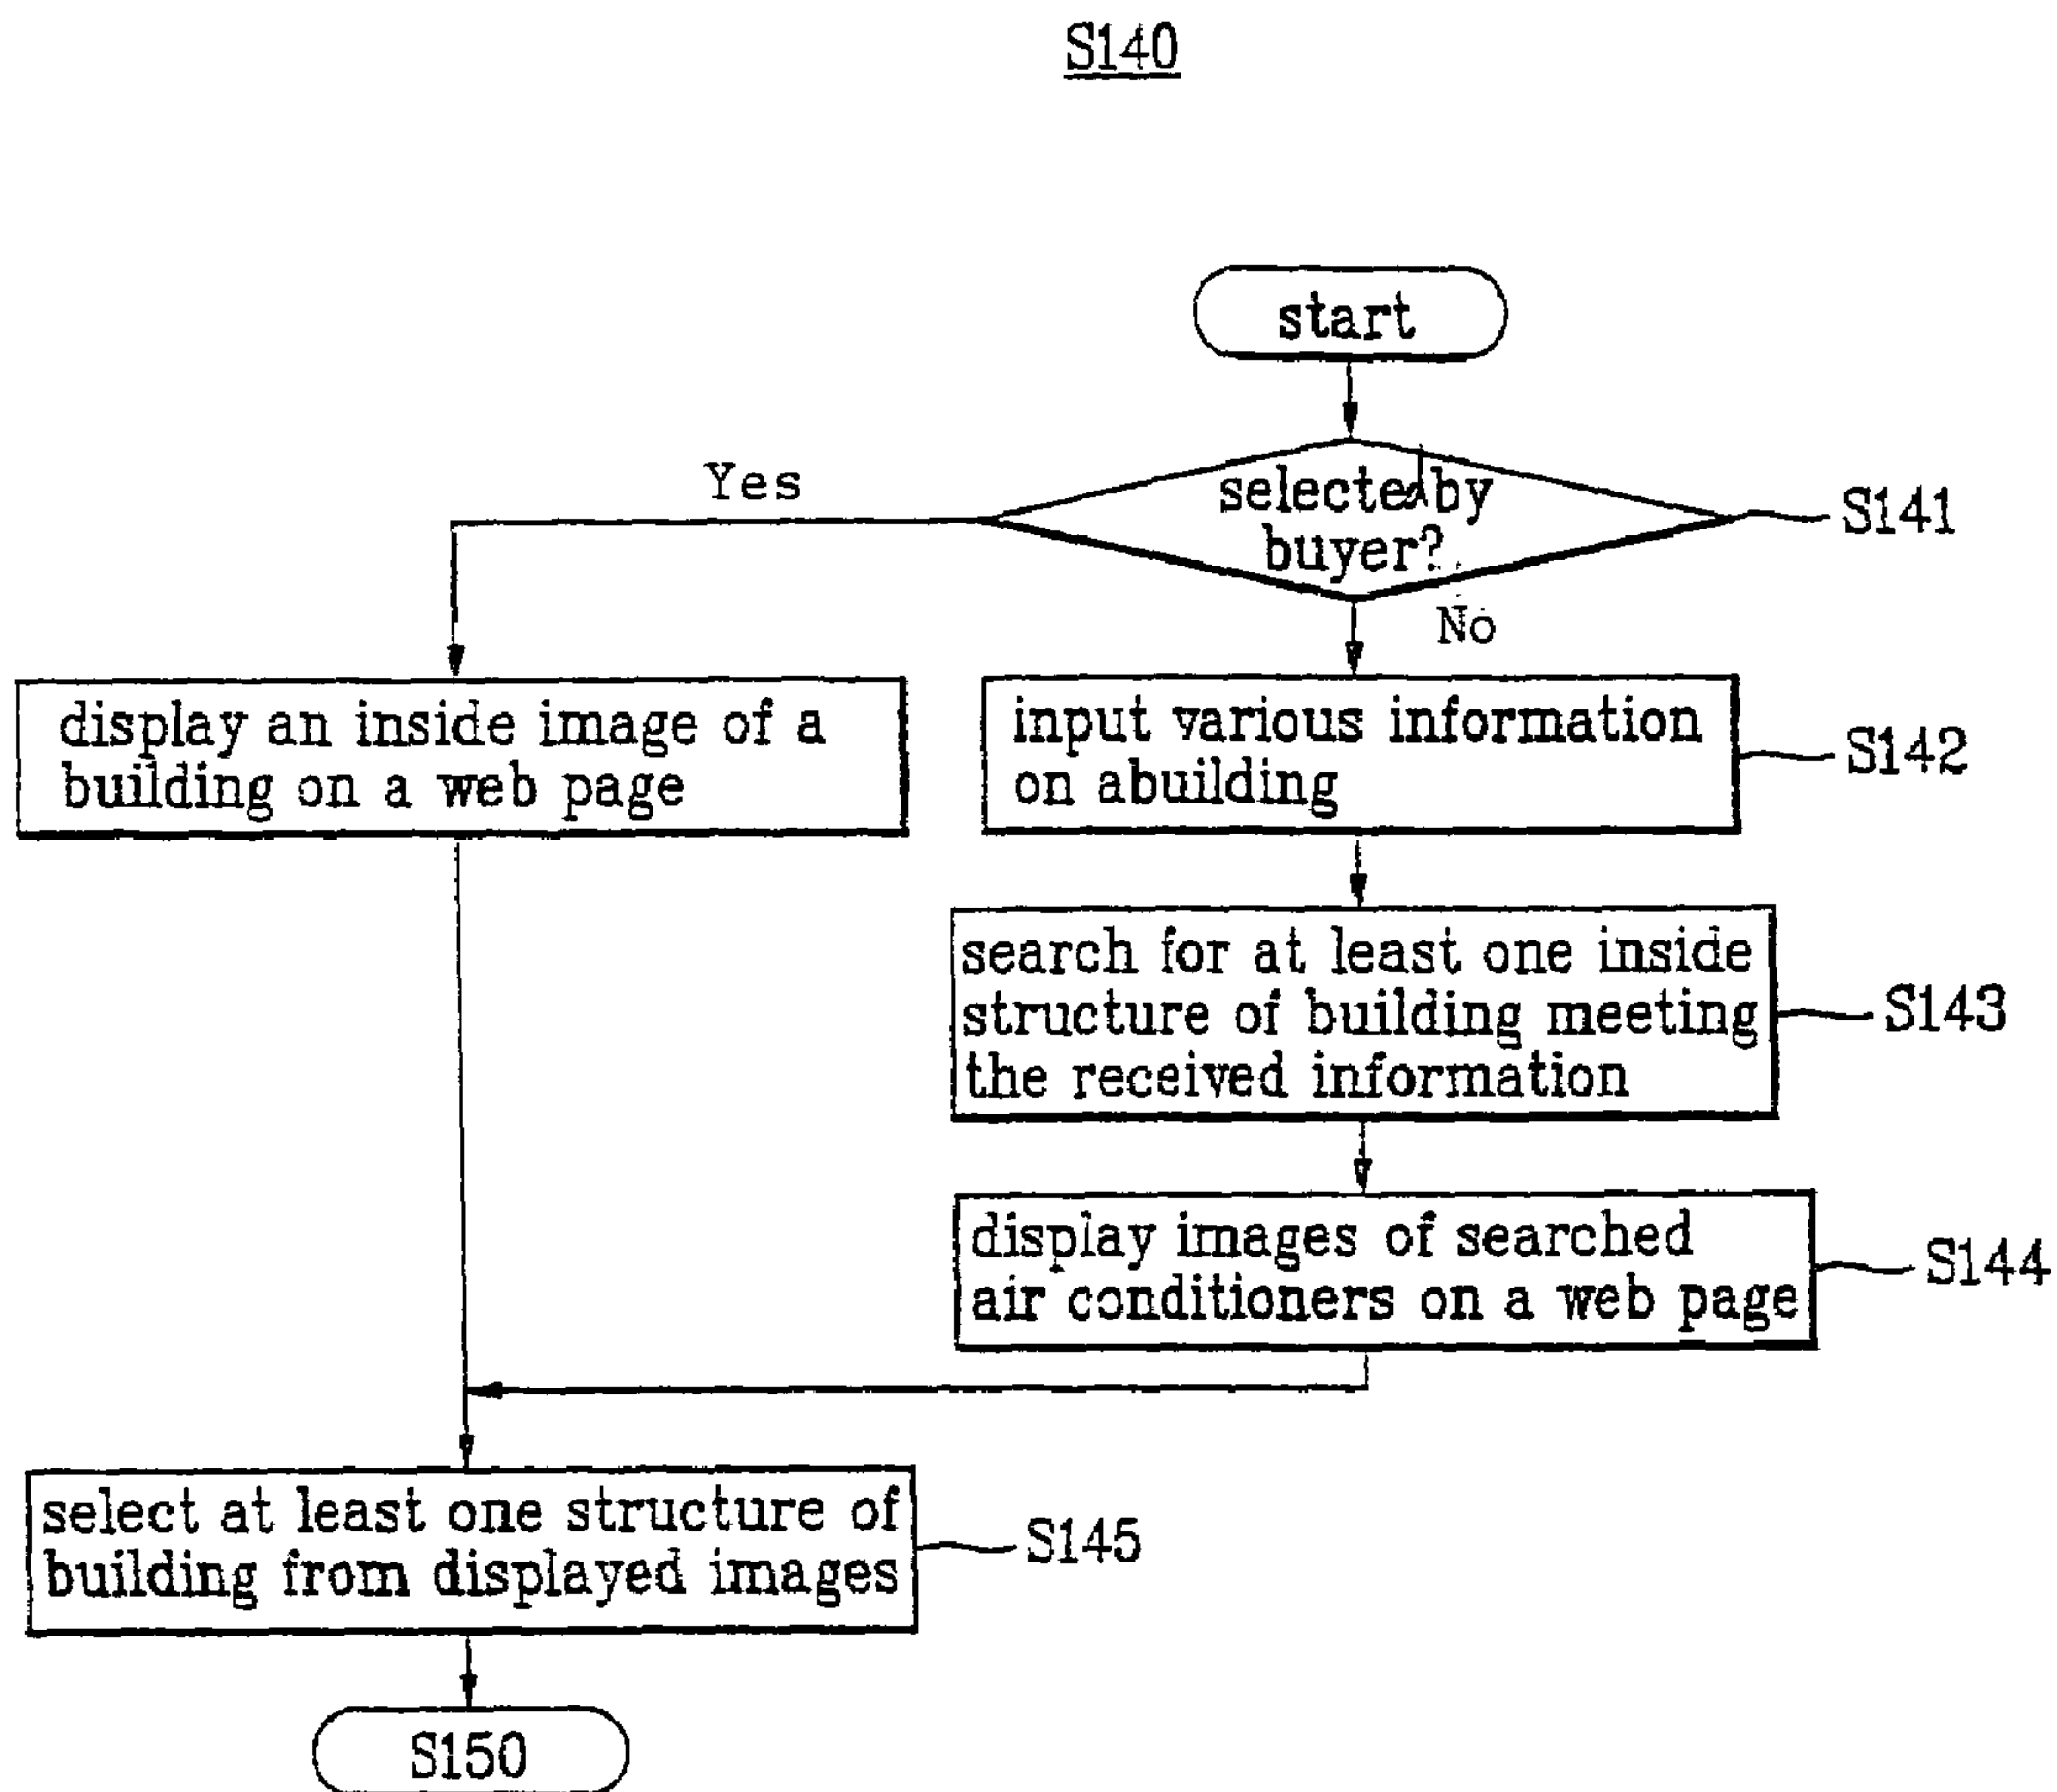 S140
start
selected by
buyer?
S141
Yes
No
display an inside image of a
building on a web page
input various information
on abuilding
S142
search for at least one inside
structure of building meeting
the received information
S143
display images of searched
air conditioners on a web page
S144
select at least one structure of
building from displayed images
S145
S150